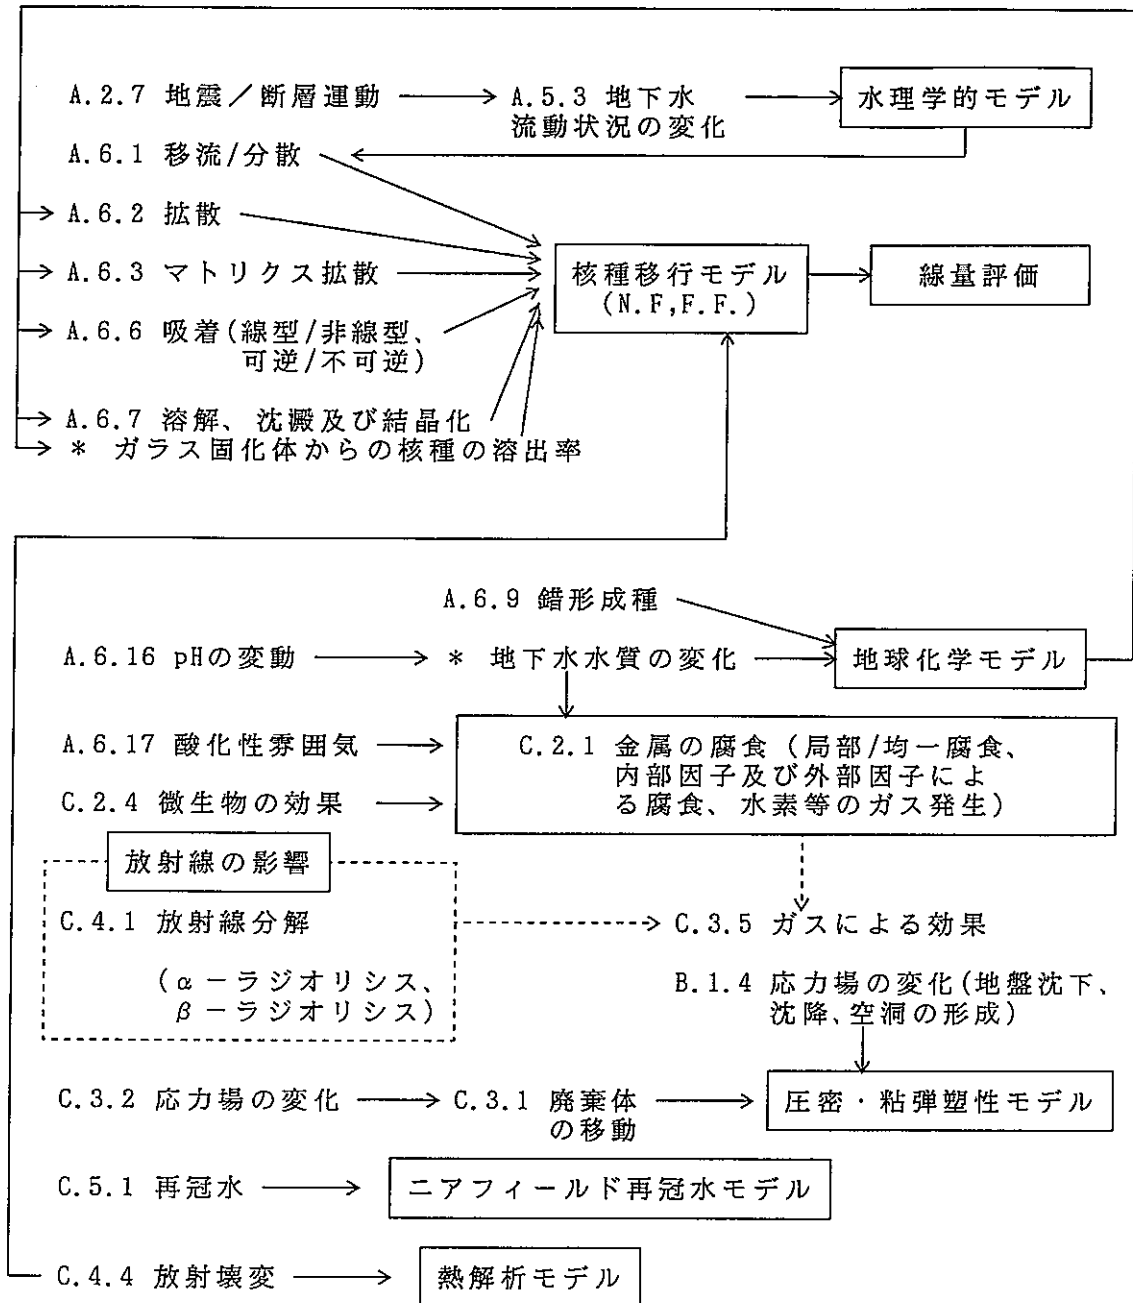 A.2.7 地震／断層運動
A.5.3 地下水
流動状況の変化
水理学的モデル
A.6.1 移流/分散
A.6.2 拡散
A.6.3 マトリクス拡散
核種移行モデル
(N.F,F.F.)
線量評価
A.6.6 吸着(線型/非線型、
可逆/不可逆)
A.6.7 溶解、沈澱及び結晶化
* ガラス固化体からの核種の溶出率
A.6.9 錯形成種
A.6.16 pHの変動
* 地下水水質の変化
地球化学モデル
A.6.17 酸化性雰囲気
C.2.4 微生物の効果
C.2.1 金属の腐食（局部/均一腐食、
内部因子及び外部因子によ
る腐食、水素等のガス発生）
放射線の影響
C.4.1 放射線分解
(α－ラジオリシス、
β－ラジオリシス)
C.3.5 ガスによる効果
B.1.4 応力場の変化(地盤沈下、
沈降、空洞の形成)
C.3.2 応力場の変化
C.3.1 廃棄体
の移動
圧密・粘弾塑性モデル
C.5.1 再冠水
ニアフィールド再冠水モデル
C.4.4 放射壊変
熱解析モデル